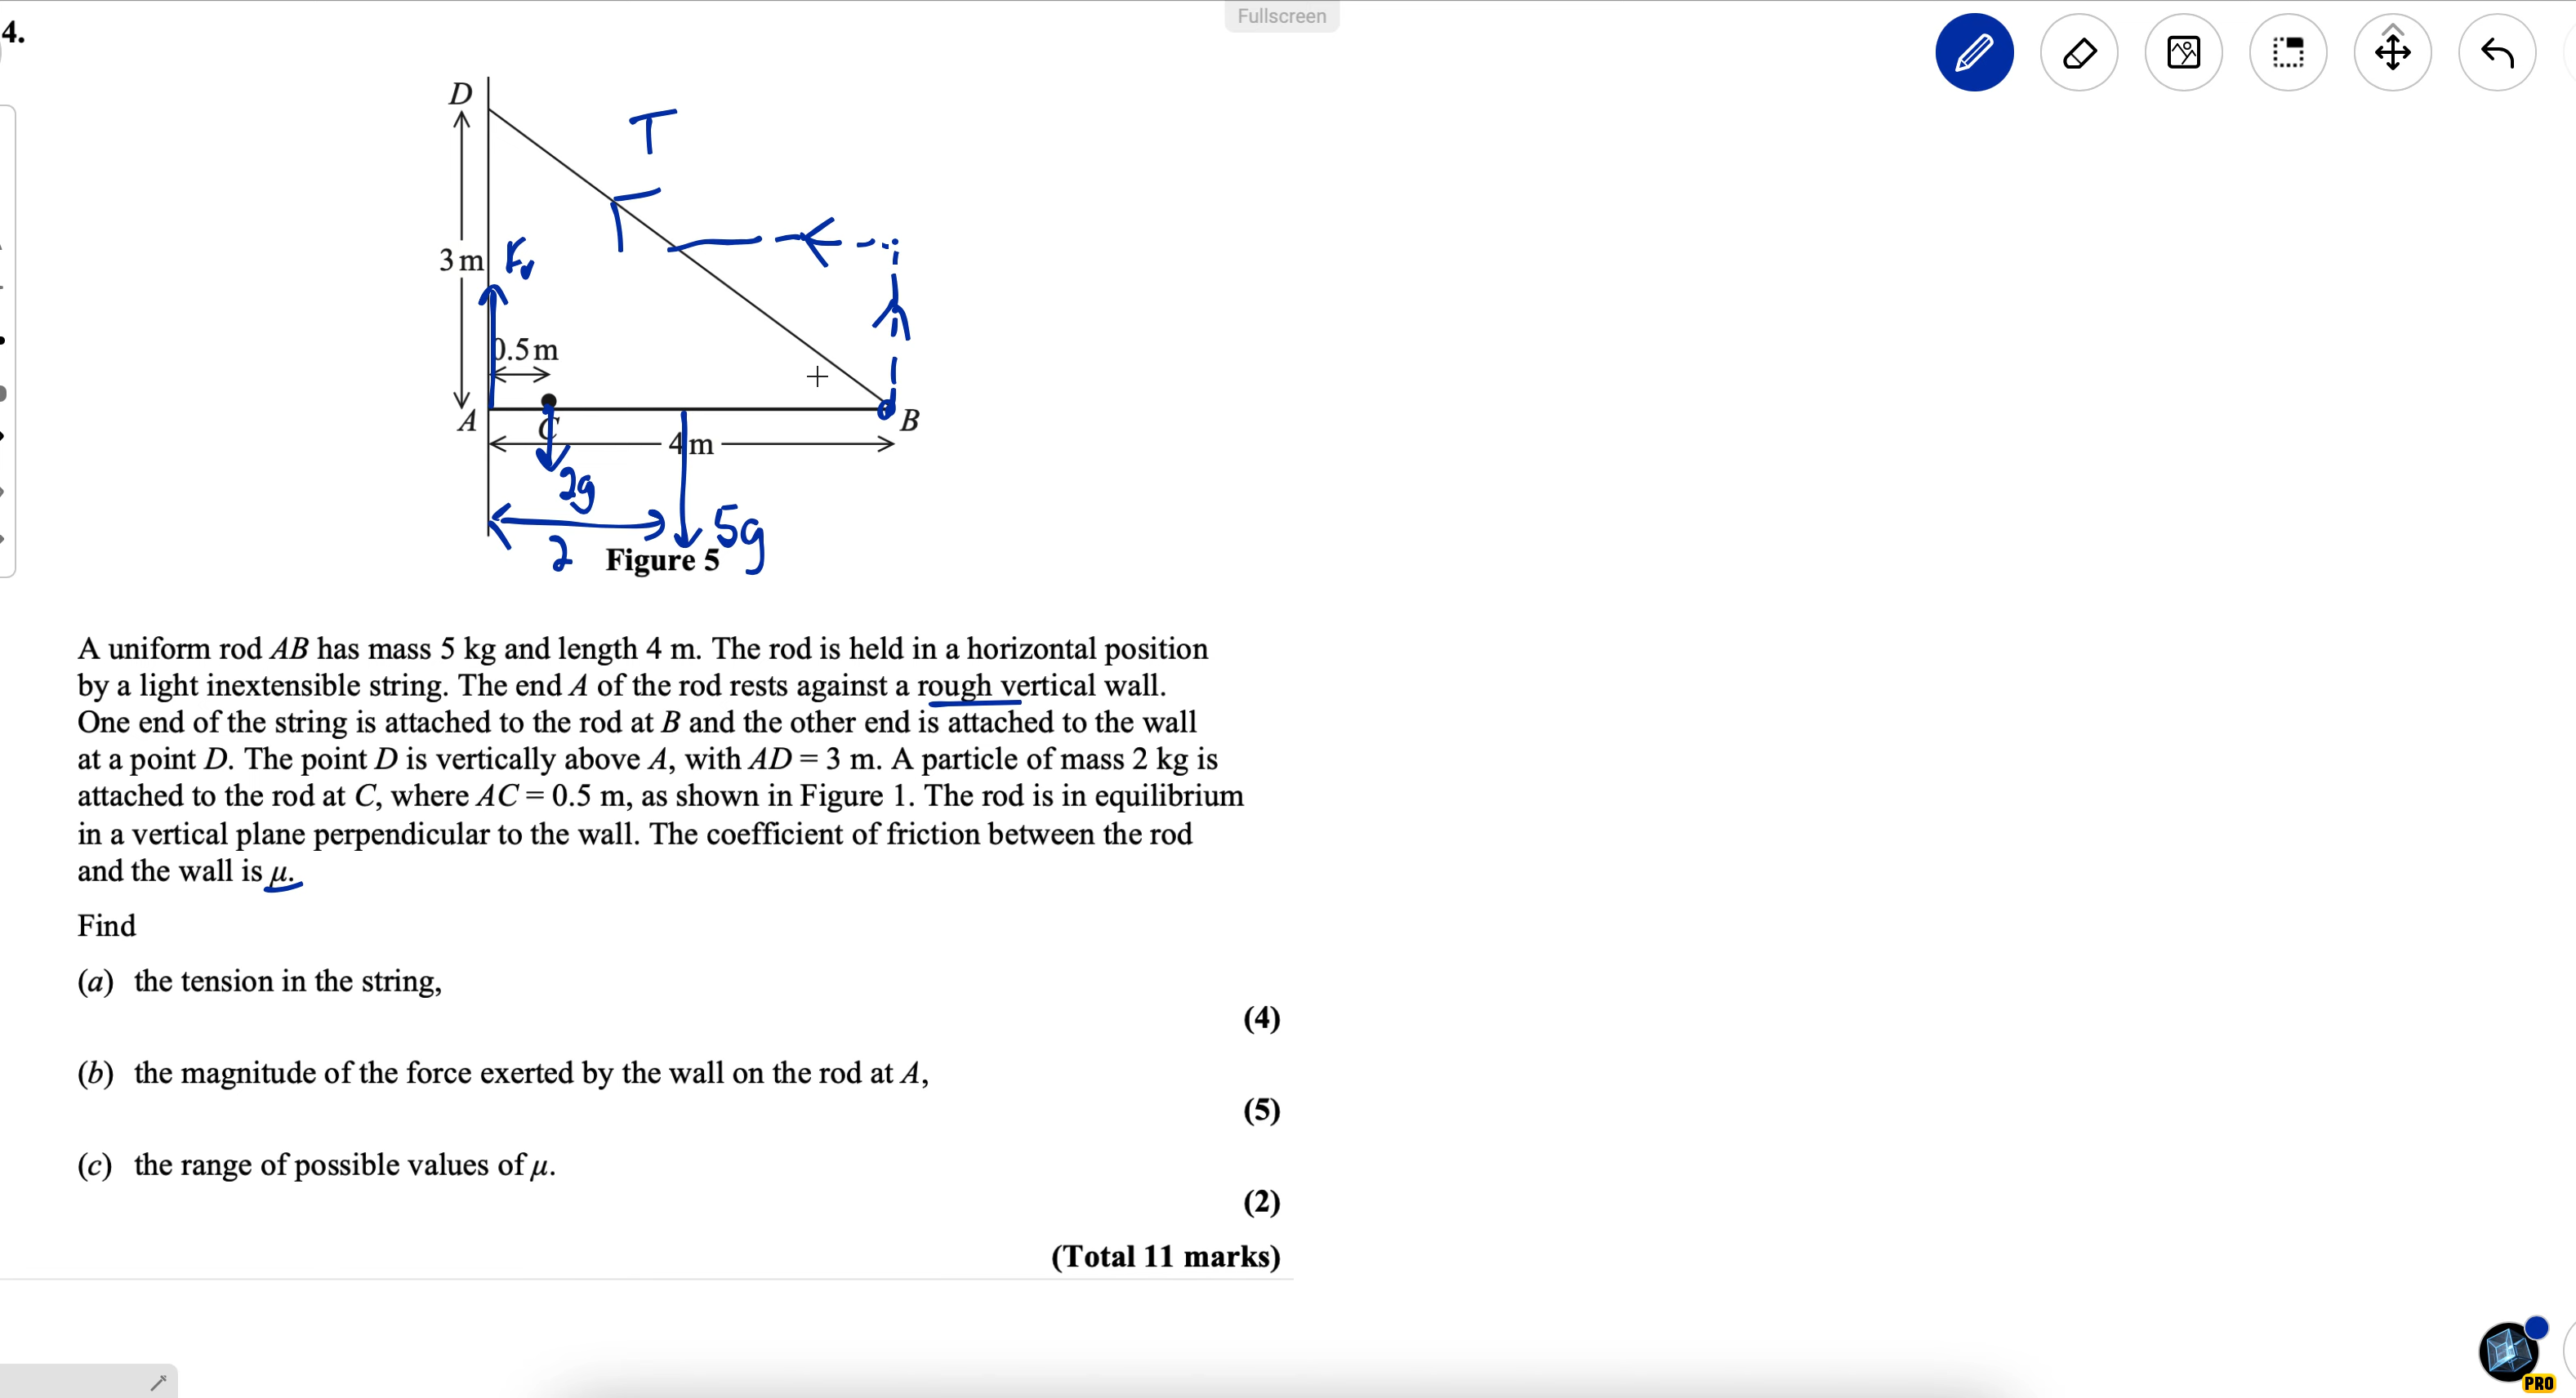 Fullscreen
4.
D
T
3 m
Fr
0.5 m
A
C
B
4 m
2g
5g
2
Figure 5
A uniform rod AB has mass 5 kg and length 4 m. The rod is held in a horizontal position
by a light inextensible string. The end A of the rod rests against a rough vertical wall.
One end of the string is attached to the rod at B and the other end is attached to the wall
at a point D. The point D is vertically above A, with AD = 3 m. A particle of mass 2 kg is
attached to the rod at C, where AC = 0.5 m, as shown in Figure 1. The rod is in equilibrium
in a vertical plane perpendicular to the wall. The coefficient of friction between the rod
and the wall is μ.
Find
(a) the tension in the string,
(4)
(b) the magnitude of the force exerted by the wall on the rod at A,
(5)
(c) the range of possible values of μ.
(2)
(Total 11 marks)
PRO